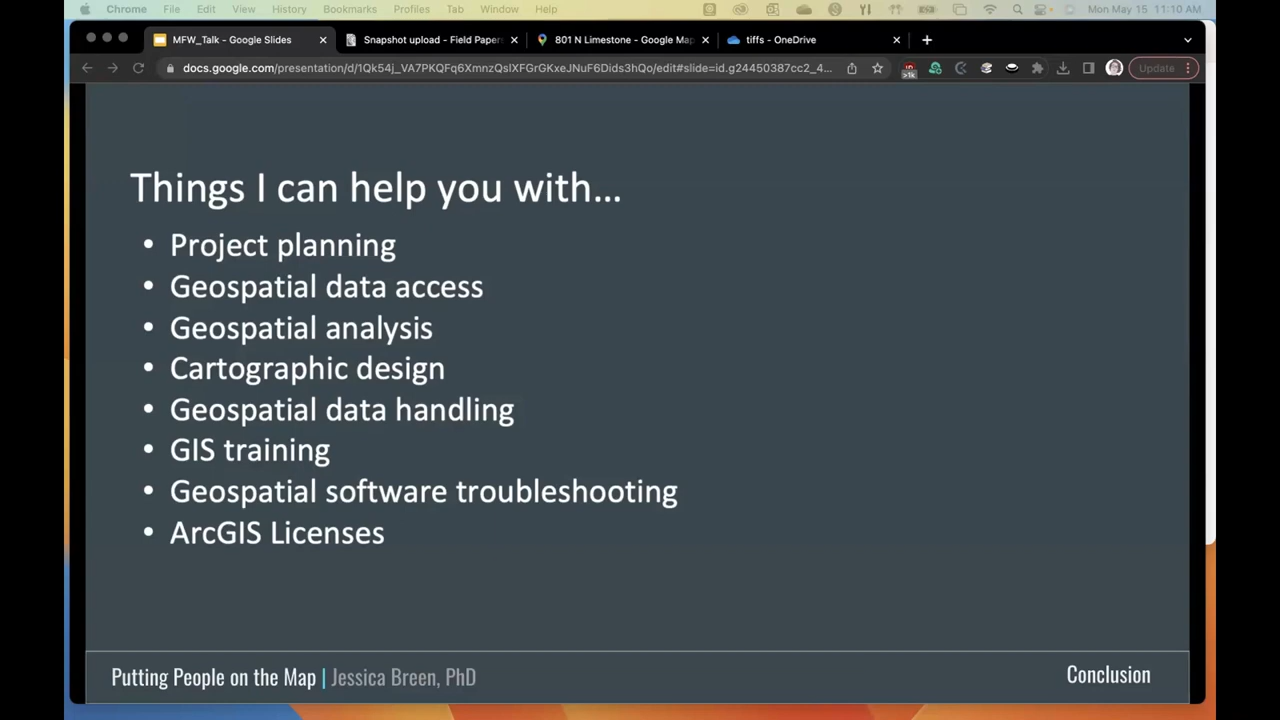 Chrome File Edit View History Bookmarks Profiles Tab Window Help Mon May 15 11:10 AM
MFW_Talk - Google Slides
Snapshot upload - Field Papers
801 N Limestone - Google Map
tiffs - OneDrive
docs.google.com/presentation/d/1Qk54j_VA7PKQFq6XmnzQslXFGrGKxeJNuF6Dids3hQo/edit#slide=id.g24450387cc2_4...
>1k
Update
Things I can help you with...
• Project planning
• Geospatial data access
• Geospatial analysis
• Cartographic design
• Geospatial data handling
• GIS training
• Geospatial software troubleshooting
• ArcGIS Licenses
Putting People on the Map | Jessica Breen, PhD
Conclusion